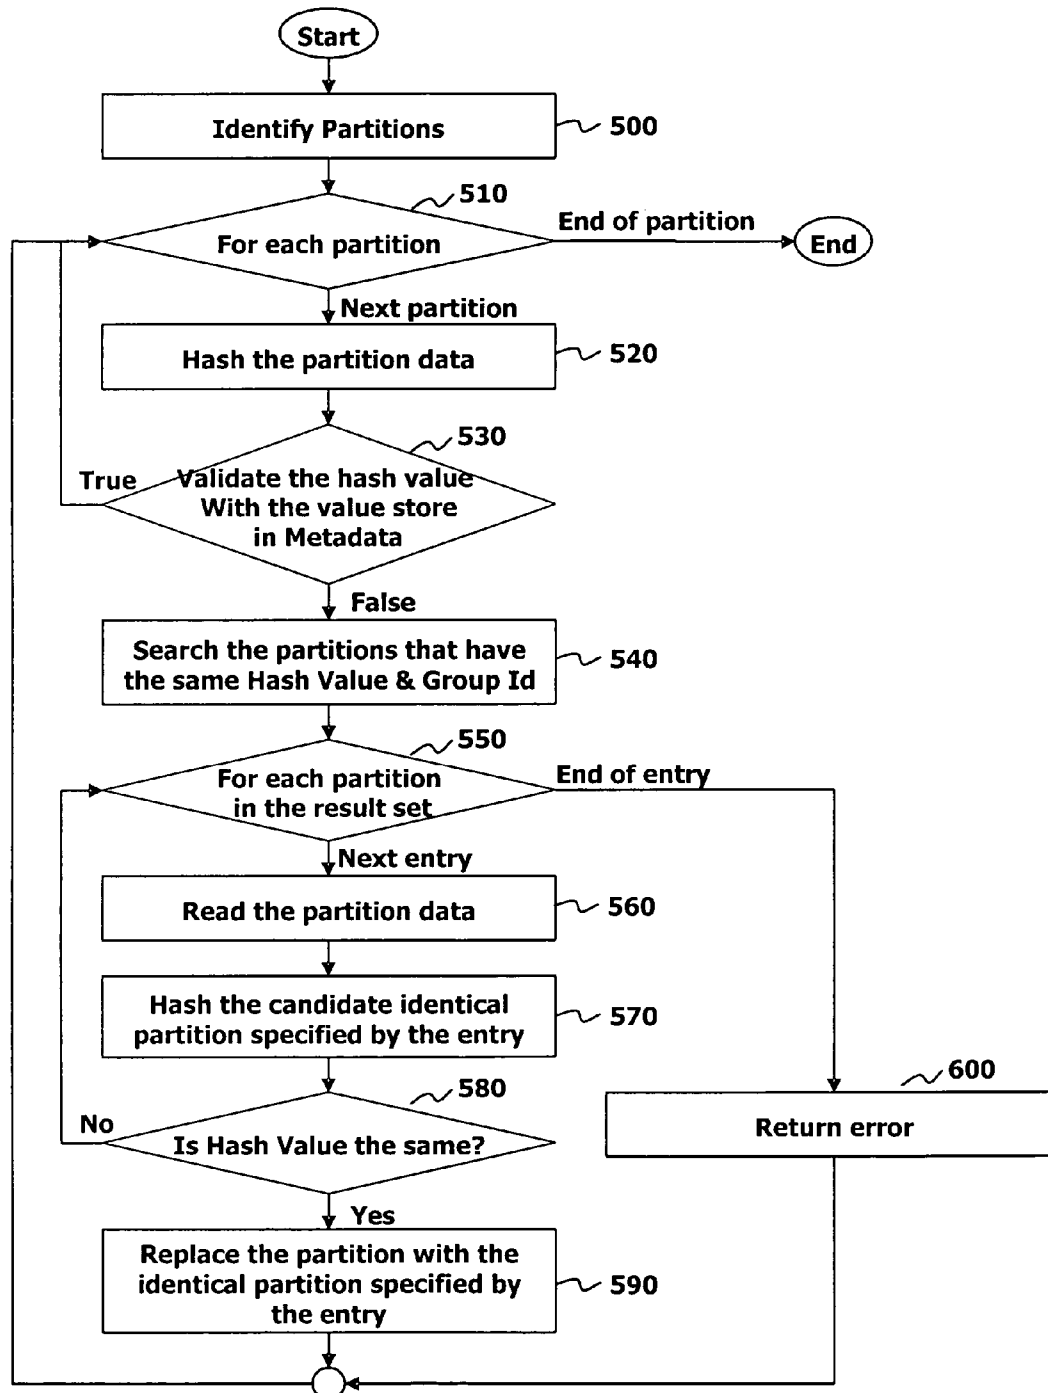 Start
Identify Partitions
500
510
For each partition
End of partition
End
Next partition
Hash the partition data
520
530
True
Validate the hash value
With the value store
in Metadata
False
Search the partitions that have
the same Hash Value & Group Id
540
550
For each partition
in the result set
End of entry
Next entry
Read the partition data
560
Hash the candidate identical
partition specified by the entry
570
580
No
Is Hash Value the same?
600
Return error
Yes
Replace the partition with the
identical partition specified by
the entry
590